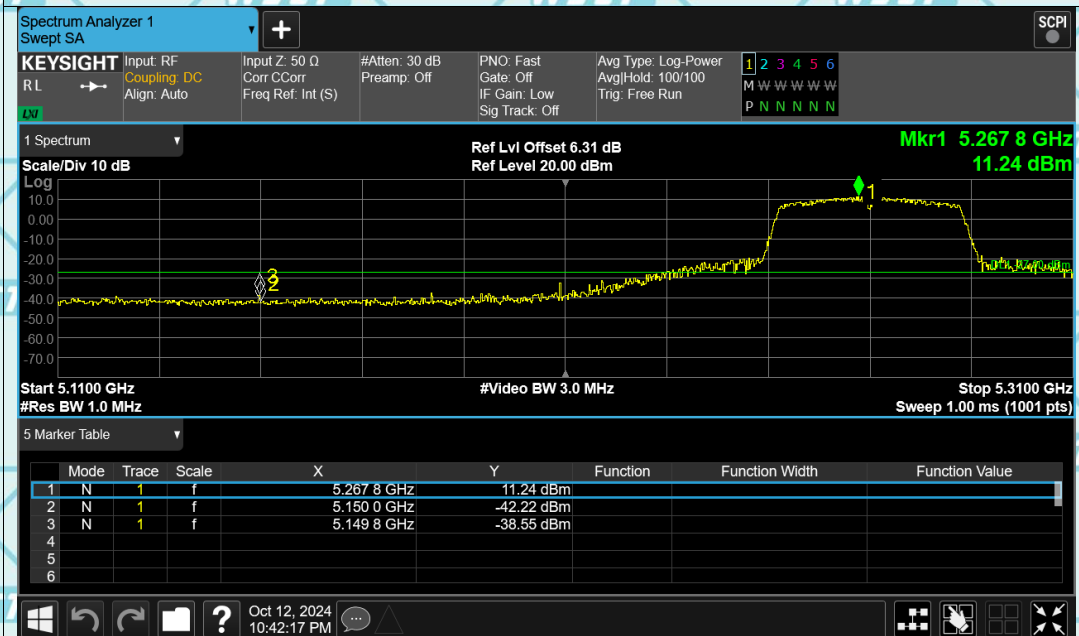 Spectrum Analyzer 1
Swept SA
+
SCPI
KEYSIGHT
RL
LXI
Input: RF
Coupling: DC
Align: Auto
Input Z: 50 Ω
Corr CCorr
Freq Ref: Int (S)
#Atten: 30 dB
Preamp: Off
PNO: Fast
Gate: Off
IF Gain: Low
Sig Track: Off
Avg Type: Log-Power
Avg|Hold: 100/100
Trig: Free Run
1 2 3 4 5 6
M W W W W W
P N N N N N
1 Spectrum
Scale/Div 10 dB
Log
Ref Lvl Offset 6.31 dB
Ref Level 20.00 dBm
Mkr1 5.267 8 GHz
11.24 dBm
10.0
0.00
-10.0
-20.0
-30.0
-40.0
-50.0
-60.0
-70.0
1
3
2
Start 5.1100 GHz
#Res BW 1.0 MHz
#Video BW 3.0 MHz
Stop 5.3100 GHz
Sweep 1.00 ms (1001 pts)
5 Marker Table
Mode Trace Scale X Y Function Function Width Function Value
1 N 1 f 5.267 8 GHz 11.24 dBm
2 N 1 f 5.150 0 GHz -42.22 dBm
3 N 1 f 5.149 8 GHz -38.55 dBm
4
5
6
?
Oct 12, 2024
10:42:17 PM